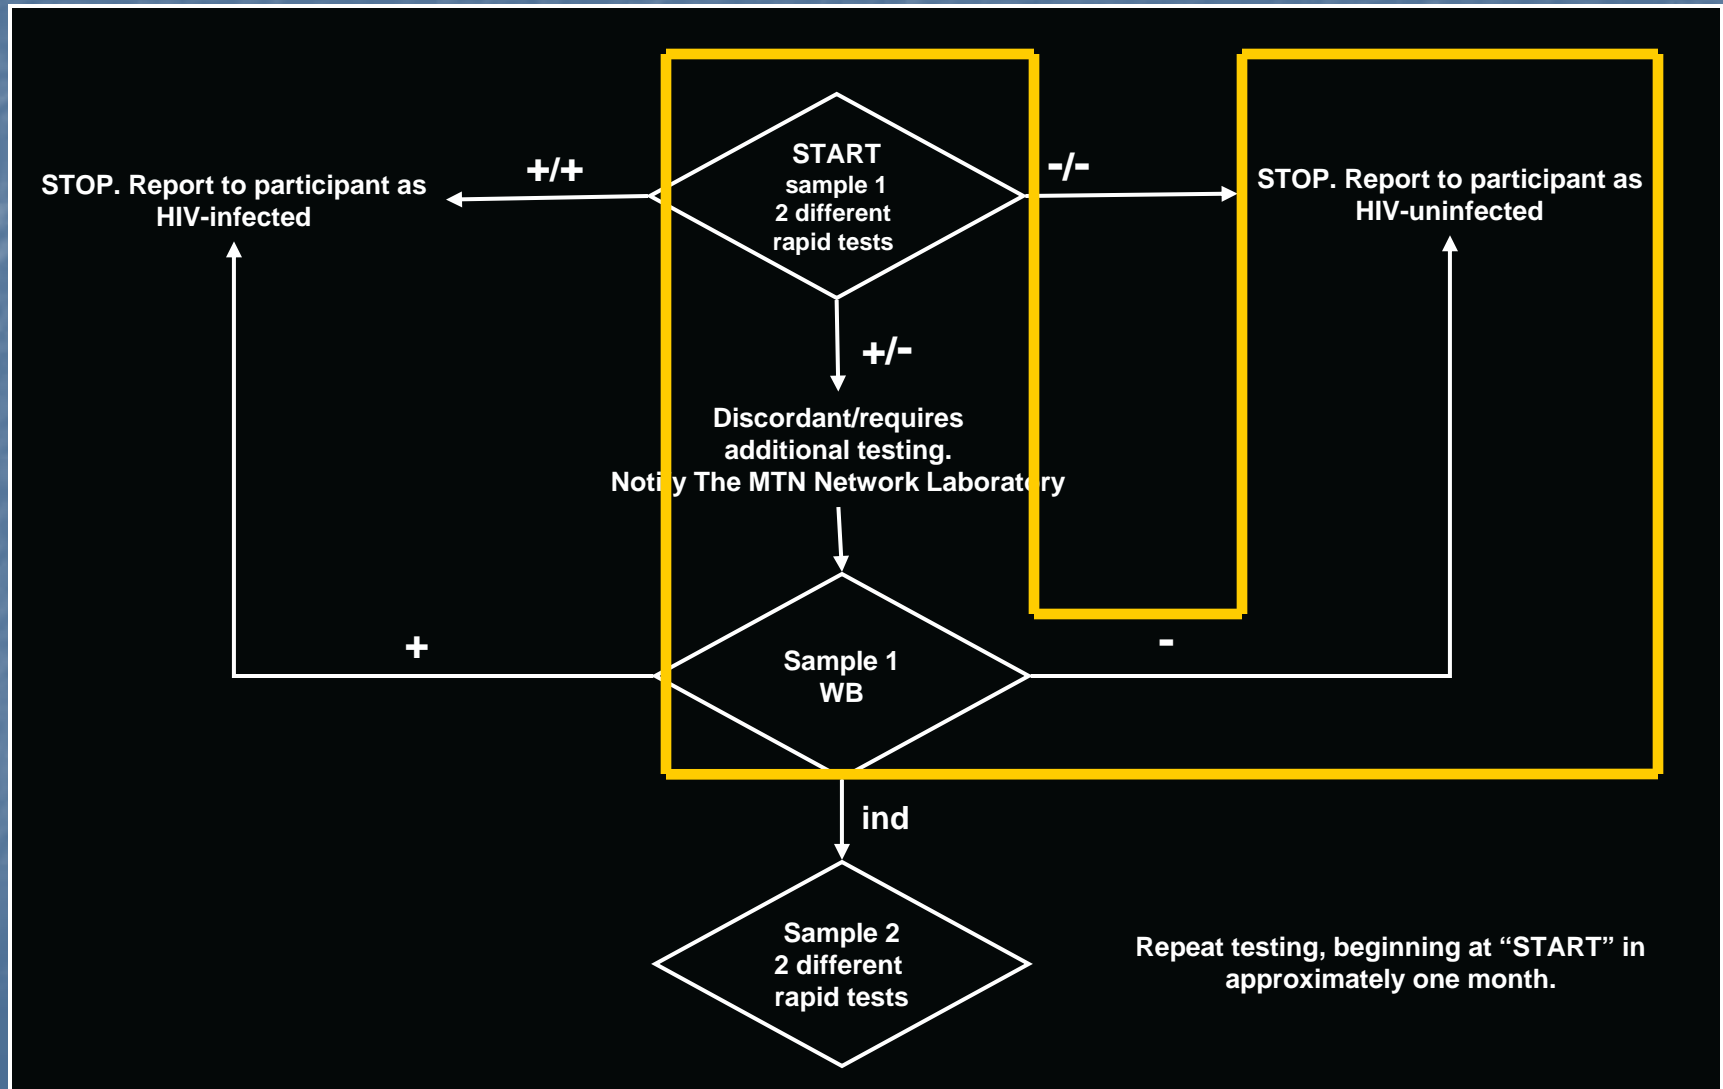 START
sample 1
2 different
rapid tests
+/+
-/-
STOP. Report to participant as
HIV-infected
STOP. Report to participant as
HIV-uninfected
+/-
Discordant/requires
additional testing.
Notify The MTN Network Laboratory
+
-
Sample 1
WB
ind
Sample 2
2 different
rapid tests
Repeat testing, beginning at “START” in
approximately one month.